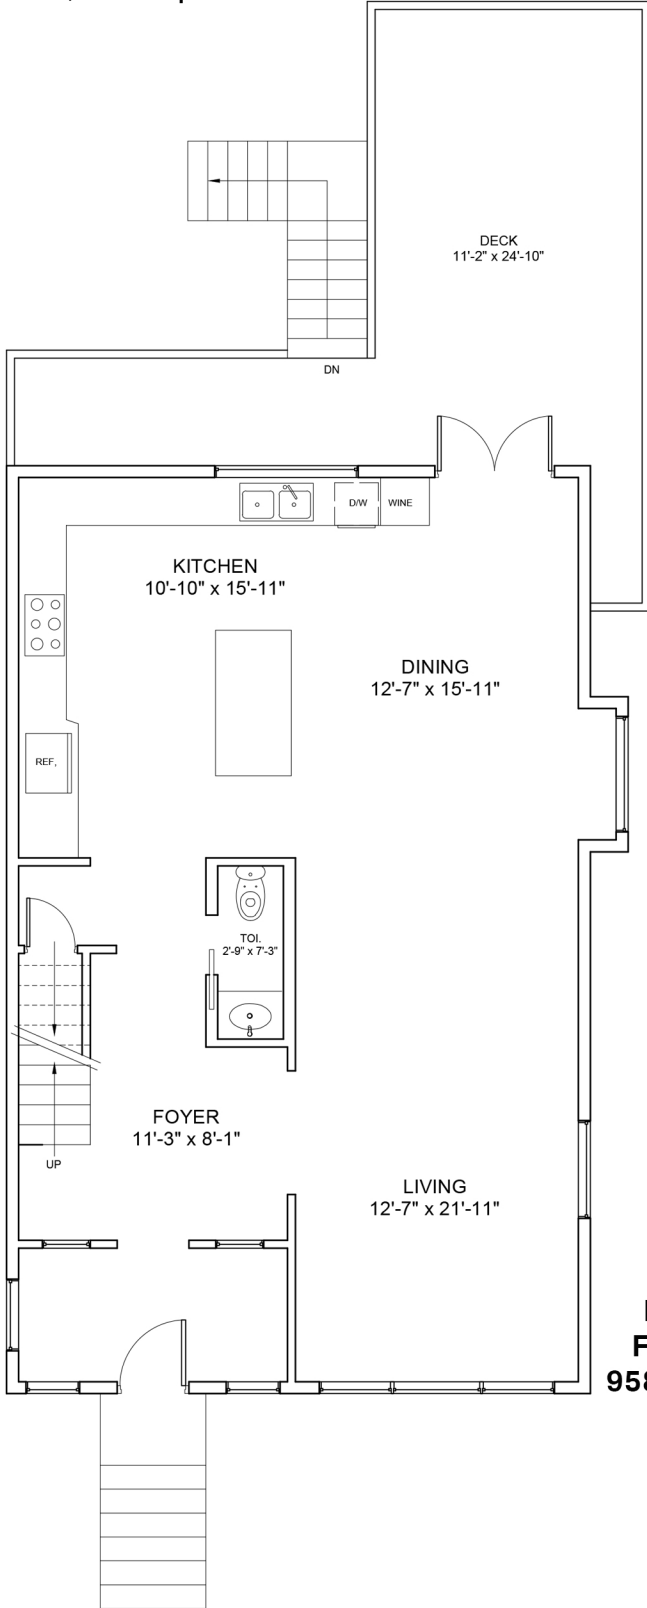 DECK
11'-2" x 24'-10"
DN
D/W
WINE
KITCHEN
10'-10" x 15'-11"
DINING
12'-7" x 15'-11"
REF,
TOI.
2'-9" x 7'-3"
FOYER
11'-3" x 8'-1"
UP
LIVING
12'-7" x 21'-11"